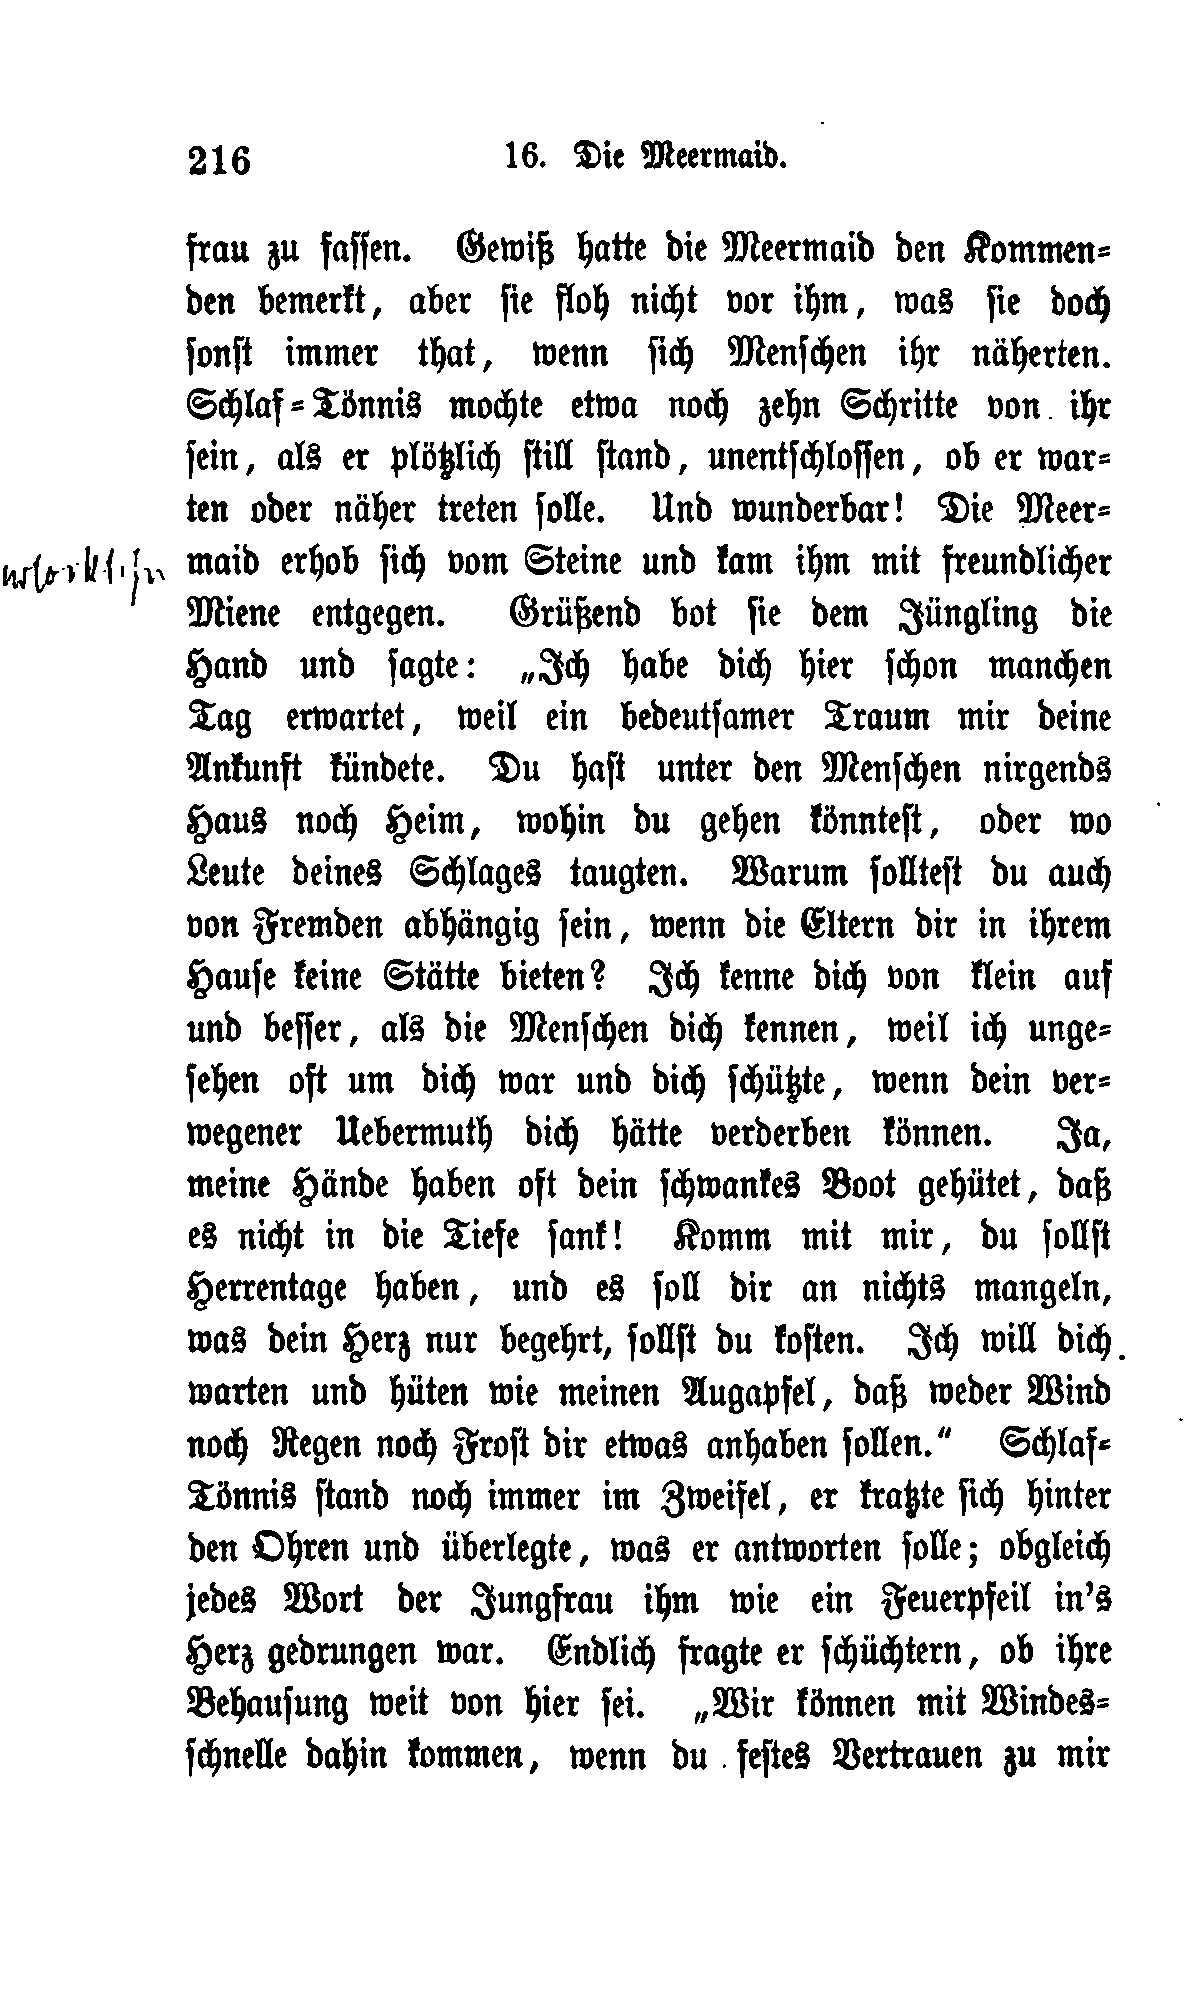 216 16. Die Meermaid.
frau zu fassen. Gewiß hatte die Meermaid den Kommen=
den bemerkt, aber sie floh nicht vor ihm, was sie doch
sonst immer that, wenn sich Menschen ihr näherten.
Schlaf=Tönnis mochte etwa noch zehn Schritte von ihr
sein, als er plötzlich still stand, unentschlossen, ob er war=
ten oder näher treten solle. Und wunderbar! Die Meer=
maid erhob sich vom Steine und kam ihm mit freundlicher
Miene entgegen. Grüßend bot sie dem Jüngling die
Hand und sagte: „Ich habe dich hier schon manchen
Tag erwartet, weil ein bedeutsamer Traum mir deine
Ankunft kündete. Du hast unter den Menschen nirgends
Haus noch Heim, wohin du gehen könntest, oder wo
Leute deines Schlages taugten. Warum solltest du auch
von Fremden abhängig sein, wenn die Eltern dir in ihrem
Hause keine Stätte bieten? Ich kenne dich von klein auf
und besser, als die Menschen dich kennen, weil ich unge=
sehen oft um dich war und dich schützte, wenn dein ver=
wegener Uebermuth dich hätte verderben können. Ja,
meine Hände haben oft dein schwankes Boot gehütet, daß
es nicht in die Tiefe sank! Komm mit mir, du sollst
Herrentage haben, und es soll dir an nichts mangeln,
was dein Herz nur begehrt, sollst du kosten. Ich will dich
warten und hüten wie meinen Augapfel, daß weder Wind
noch Regen noch Frost dir etwas anhaben sollen.“ Schlaf=
Tönnis stand noch immer im Zweifel, er kratzte sich hinter
den Ohren und überlegte, was er antworten solle; obgleich
jedes Wort der Jungfrau ihm wie ein Feuerpfeil in's
Herz gedrungen war. Endlich fragte er schüchtern, ob ihre
Behausung weit von hier sei. „Wir können mit Windes=
schnelle dahin kommen, wenn du festes Vertrauen zu mir